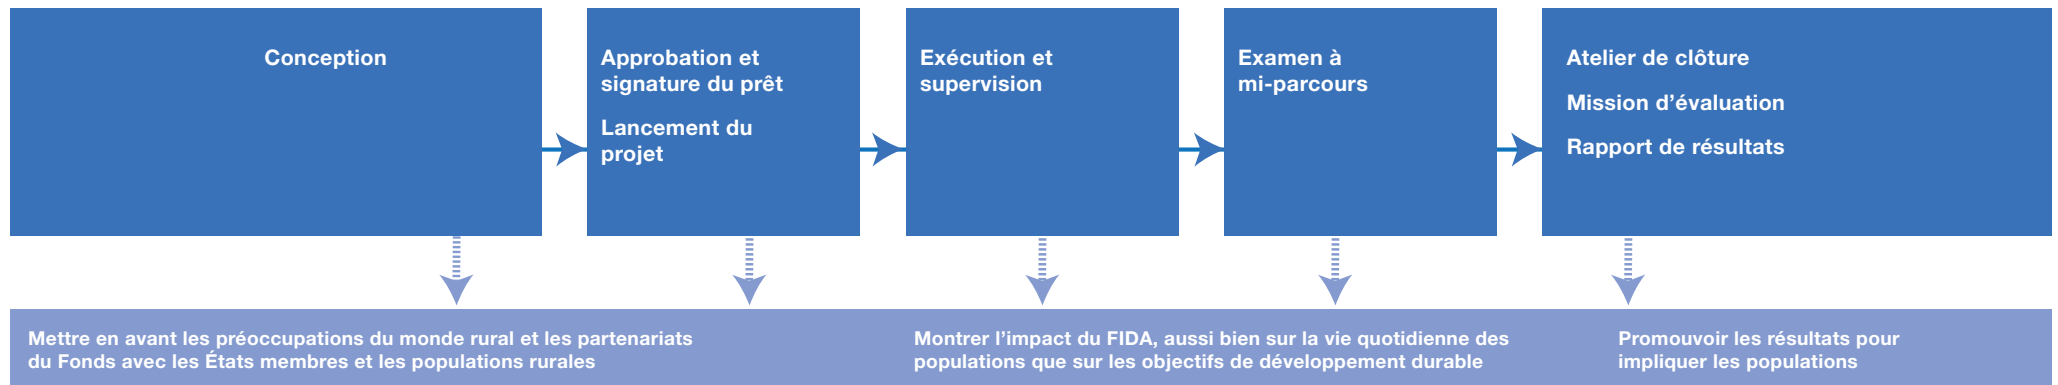 Conception
Approbation et
signature du prêt
Lancement du
projet
Exécution et
supervision
Examen à
mi-parcours
Atelier de clôture
Mission d’évaluation
Rapport de résultats
Mettre en avant les préoccupations du monde rural et les partenariats
du Fonds avec les États membres et les populations rurales
Montrer l’impact du FIDA, aussi bien sur la vie quotidienne des
populations que sur les objectifs de développement durable
Promouvoir les résultats pour
impliquer les populations